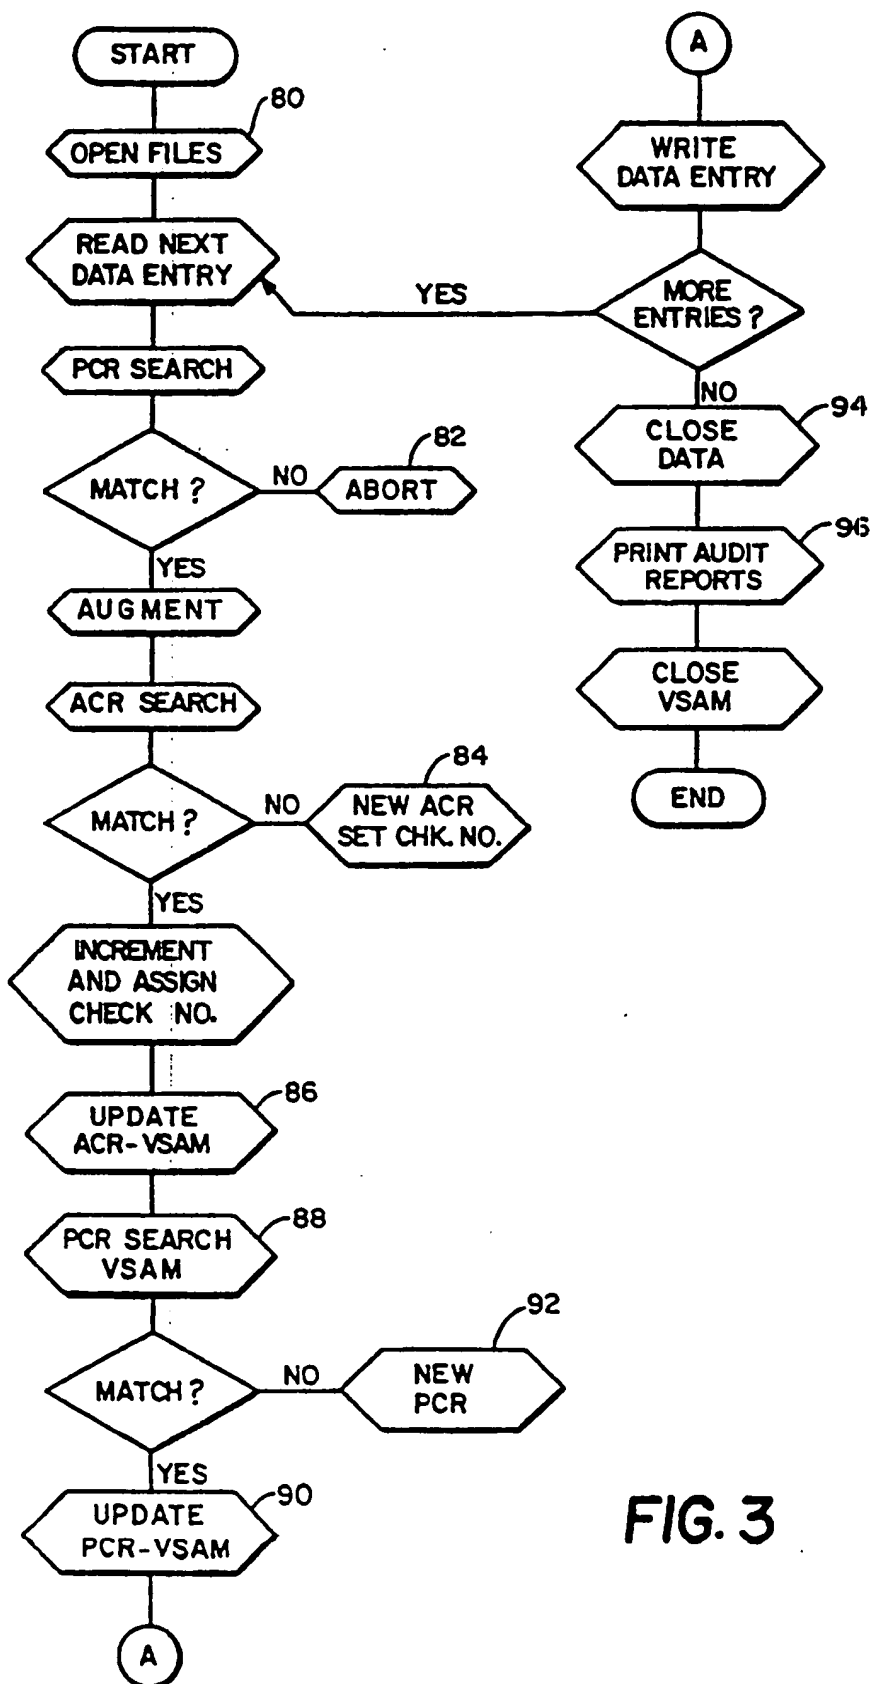 START
80
OPEN FILES
READ NEXT
DATA ENTRY
PCR SEARCH
MATCH ?
NO
82
ABORT
YES
AUGMENT
ACR SEARCH
MATCH ?
NO
84
NEW ACR
SET CHK. NO.
YES
INCREMENT
AND ASSIGN
CHECK NO.
86
UPDATE
ACR-VSAM
88
PCR SEARCH
VSAM
MATCH ?
NO
92
NEW
PCR
YES
90
UPDATE
PCR-VSAM
A
A
WRITE
DATA ENTRY
MORE
ENTRIES ?
YES
NO
94
CLOSE
DATA
96
PRINT AUDIT
REPORTS
CLOSE
VSAM
END
FIG. 3